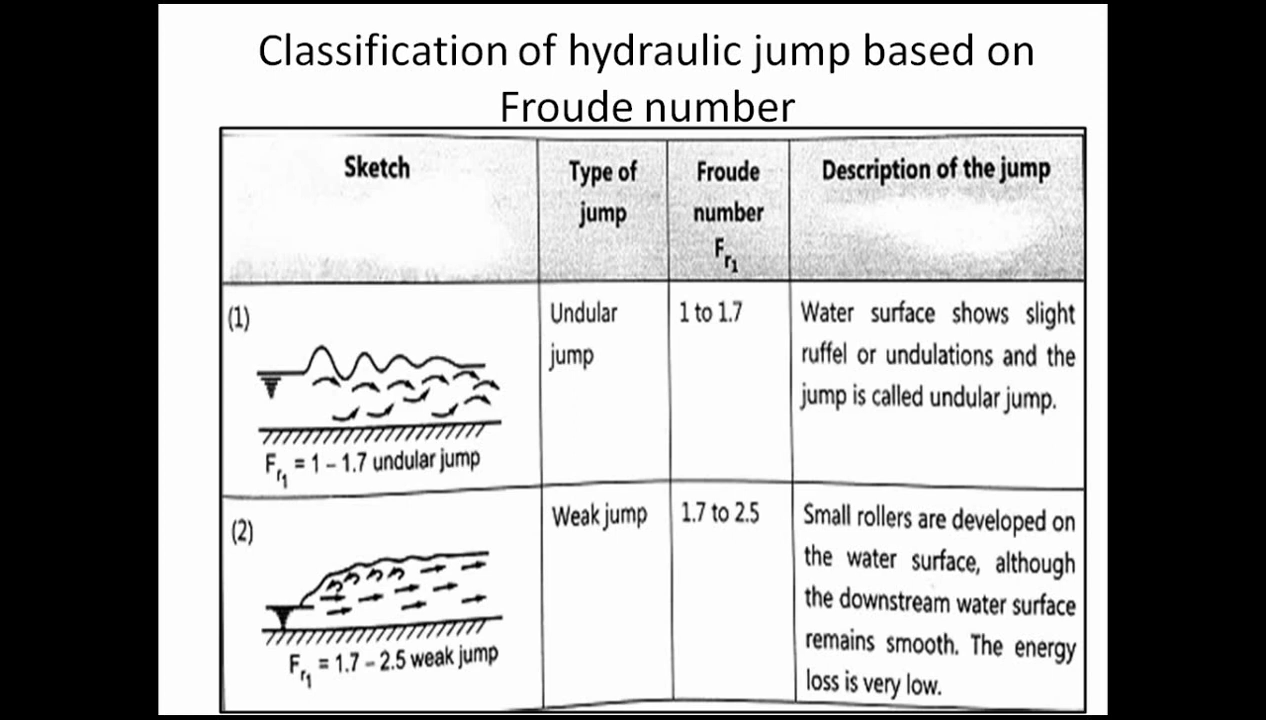 Classification of hydraulic jump based on
Froude number
Sketch
Type of
jump
Froude
number
Fr1
Description of the jump
(1)
Fr1 = 1 – 1.7 undular jump
Undular
jump
1 to 1.7
Water surface shows slight
ruffel or undulations and the
jump is called undular jump.
(2)
Fr1 = 1.7 – 2.5 weak jump
Weak jump
1.7 to 2.5
Small rollers are developed on
the water surface, although
the downstream water surface
remains smooth. The energy
loss is very low.